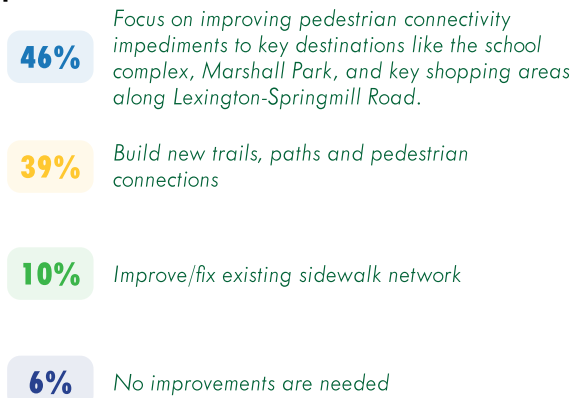 46%
Focus on improving pedestrian connectivity
impediments to key destinations like the school
complex, Marshall Park, and key shopping areas
along Lexington-Springmill Road.
39%
Build new trails, paths and pedestrian
connections
10%
Improve/fix existing sidewalk network
6%
No improvements are needed